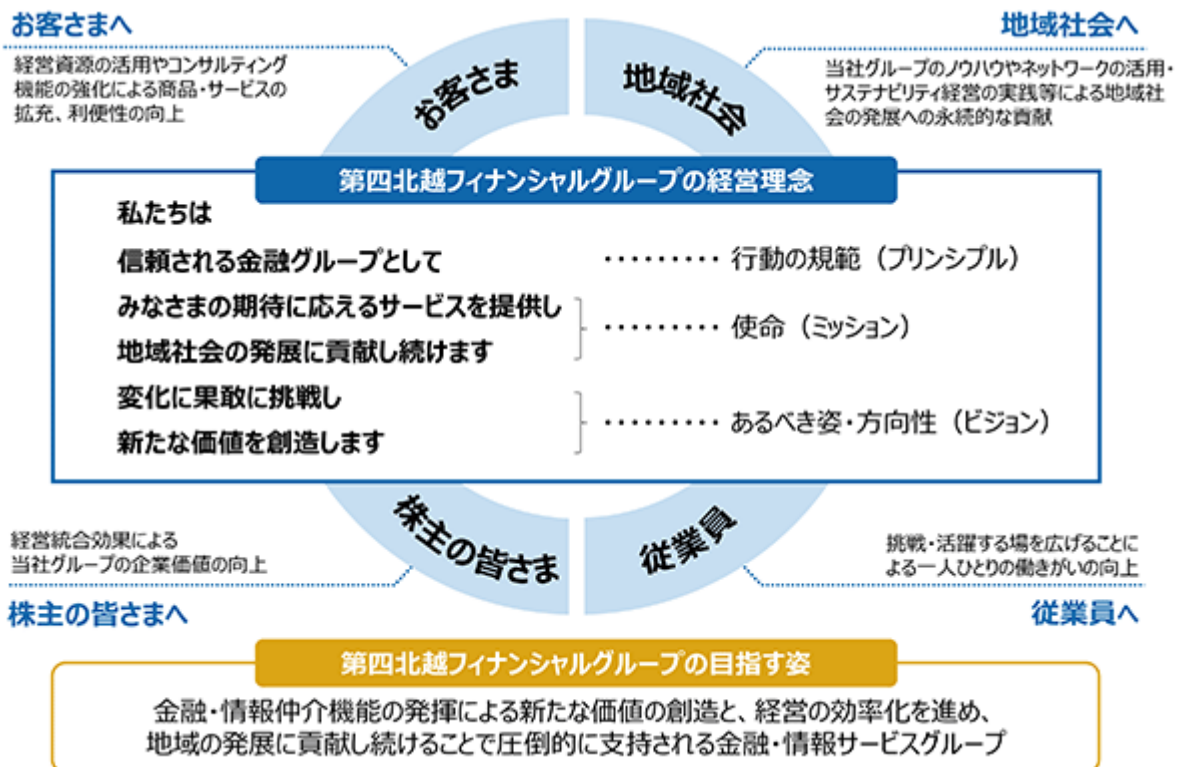 お客さまへ
経営資源の活用やコンサルティング
機能の強化による商品・サービスの
拡充、利便性の向上
地域社会へ
当社グループのノウハウやネットワークの活用・
サステナビリティ経営の実践等による地域社
会の発展への永続的な貢献
お客さま
地域社会
第四北越フィナンシャルグループの経営理念
私たちは
信頼される金融グループとして ・・・・・・・・・ 行動の規範（プリンシプル）
みなさまの期待に応えるサービスを提供し
地域社会の発展に貢献し続けます
・・・・・・・・・ 使命（ミッション）
変化に果敢に挑戦し
新たな価値を創造します
・・・・・・・・・ あるべき姿・方向性（ビジョン）
株主の皆さま
従業員
経営統合効果による
当社グループの企業価値の向上
株主の皆さまへ
挑戦・活躍する場を広げることに
よる一人ひとりの働きがいの向上
従業員へ
第四北越フィナンシャルグループの目指す姿
金融・情報仲介機能の発揮による新たな価値の創造と、経営の効率化を進め、
地域の発展に貢献し続けることで圧倒的に支持される金融・情報サービスグループ